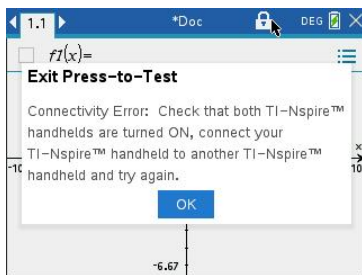 1.1 *Doc DEG
f1(x)=
Exit Press-to-Test
Connectivity Error: Check that both TI-Nspire™
handhelds are turned ON, connect your
TI-Nspire™ handheld to another TI-Nspire™
handheld and try again.
x
-10 10
OK
-6.67